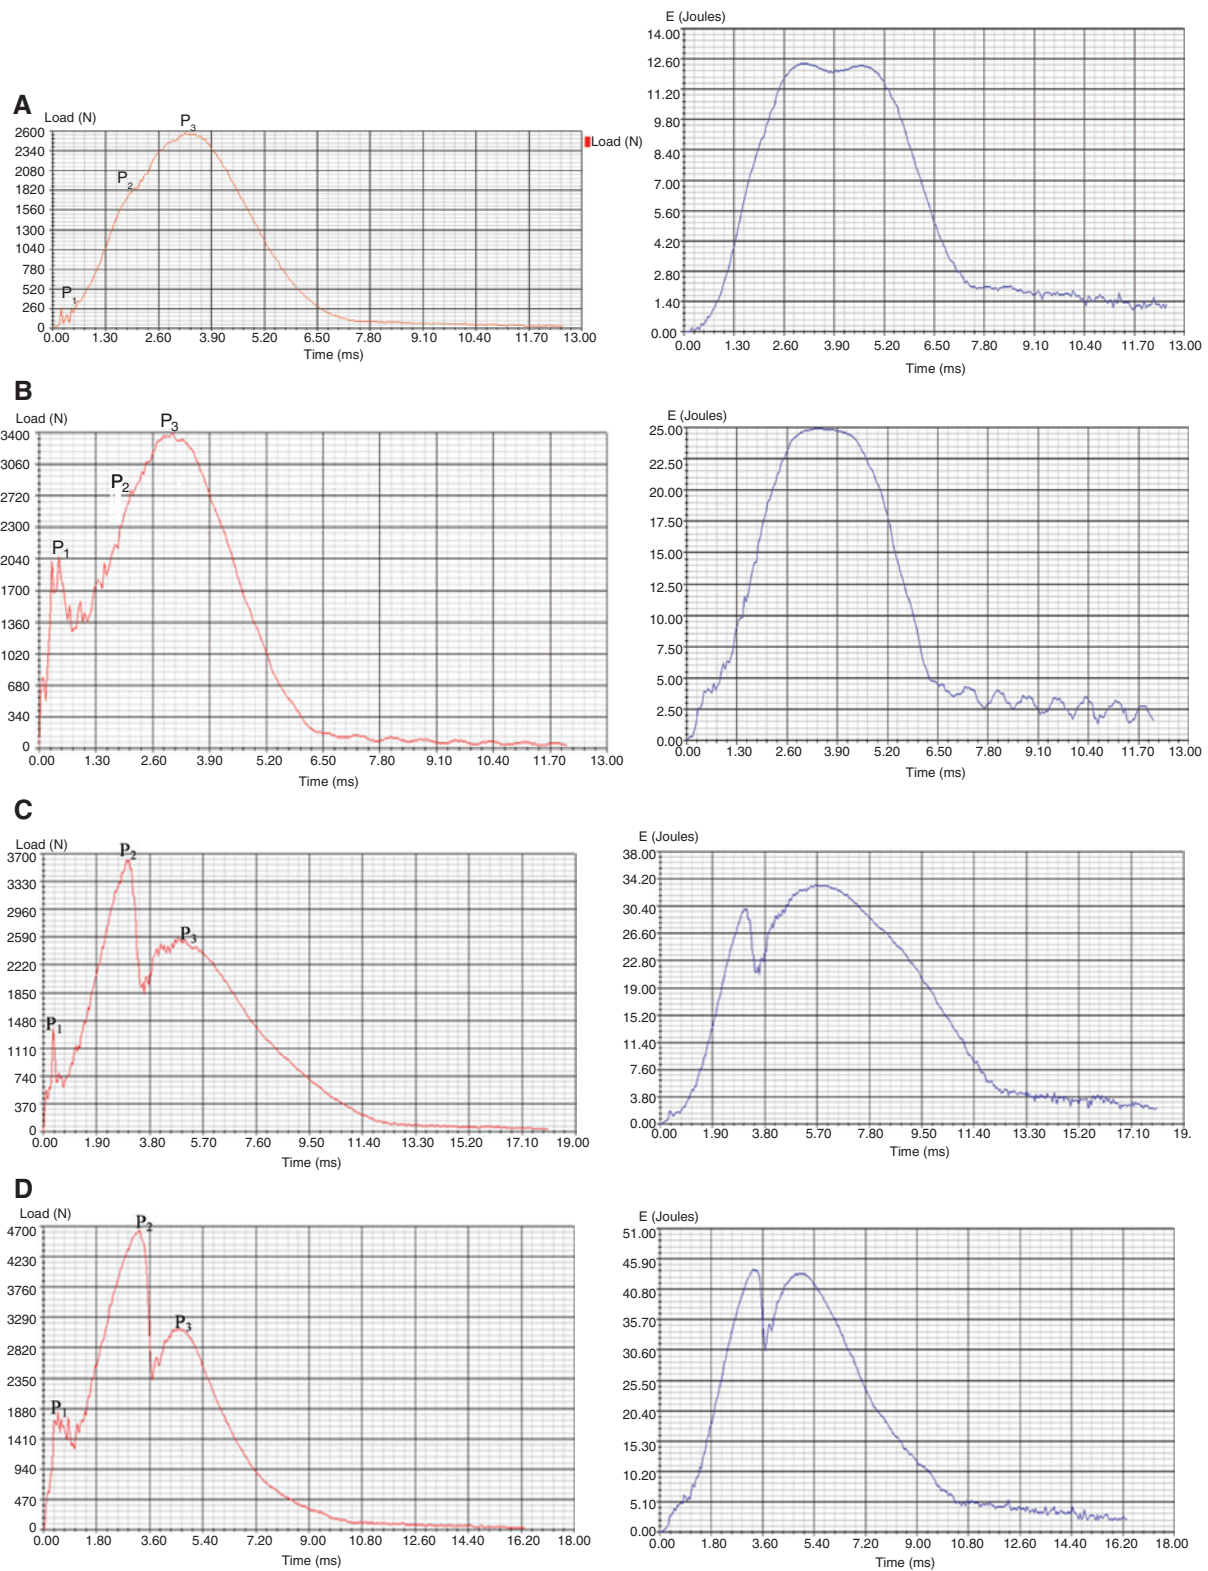 A
Load (N)
2600
2340
2080
1820
1560
1300
1040
780
520
260
0
P1
P2
P3
Load (N)
0.00 1.30 2.60 3.90 5.20 6.50 7.80 9.10 10.40 11.70 13.00
Time (ms)
E (Joules)
14.00
12.60
11.20
9.80
8.40
7.00
5.60
4.20
2.80
1.40
0.00
0.00 1.30 2.60 3.90 5.20 6.50 7.80 9.10 10.40 11.70 13.00
Time (ms)
B
Load (N)
3400
3060
2720
2300
2040
1700
1360
1020
680
340
0
P1
P2
P3
0.00 1.30 2.60 3.90 5.20 6.50 7.80 9.10 10.40 11.70 13.00
Time (ms)
E (Joules)
25.00
22.50
20.00
17.50
15.00
12.50
10.00
7.50
5.00
2.50
0.00
0.00 1.30 2.60 3.90 5.20 6.50 7.80 9.10 10.40 11.70 13.00
Time (ms)
C
Load (N)
3700
3330
2960
2590
2220
1850
1480
1110
740
370
0
P1
P2
P3
0.00 1.90 3.80 5.70 7.60 9.50 11.40 13.30 15.20 17.10 19.00
Time (ms)
E (Joules)
38.00
34.20
30.40
26.60
22.80
19.00
15.20
11.40
7.60
3.80
0.00
0.00 1.90 3.80 5.70 7.80 9.50 11.40 13.30 15.20 17.10 19.
Time (ms)
D
Load (N)
4700
4230
3760
3290
2820
2350
1880
1410
940
470
0
P1
P2
P3
0.00 1.80 3.60 5.40 7.20 9.00 10.80 12.60 14.40 16.20 18.00
Time (ms)
E (Joules)
51.00
45.90
40.80
35.70
30.60
25.50
20.40
15.30
10.20
5.10
0.00
0.00 1.80 3.60 5.40 7.20 9.00 10.80 12.60 14.40 16.20 18.00
Time (ms)